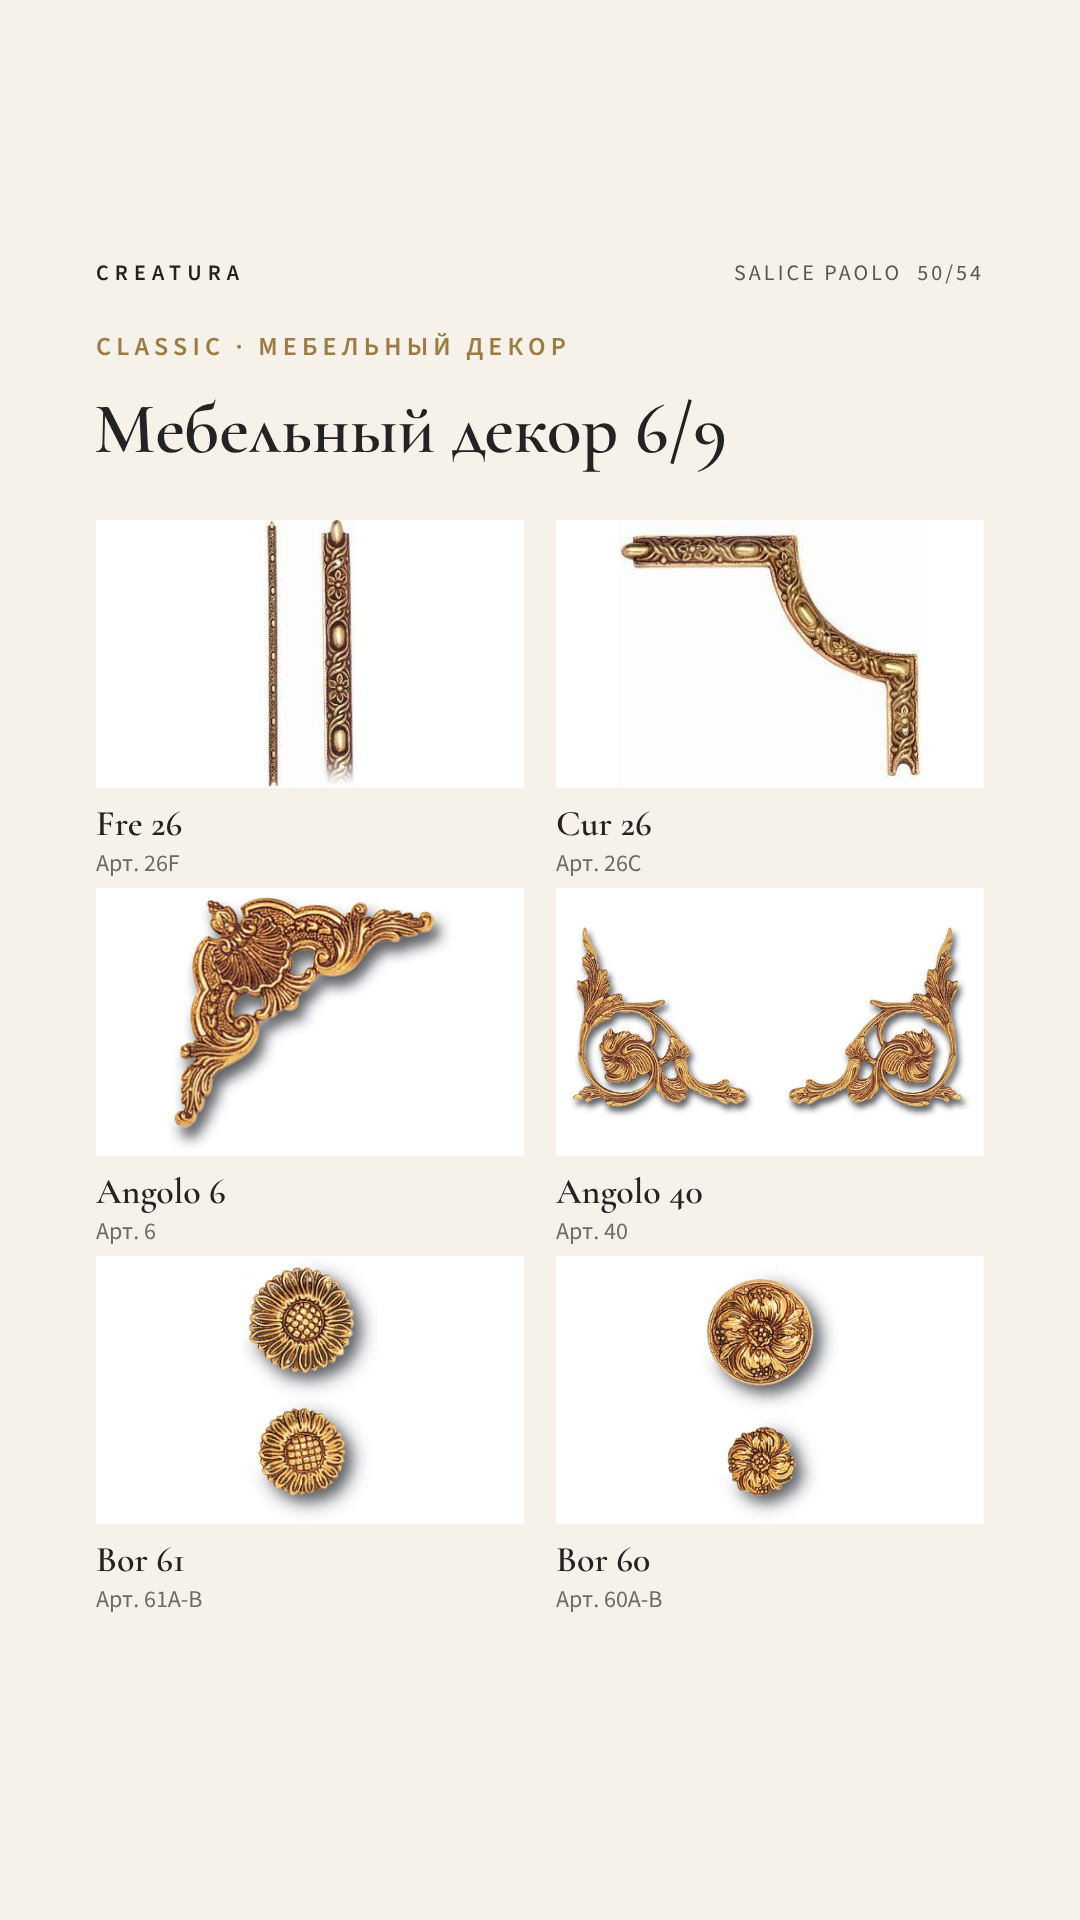 CREATURA
SALICE PAOLO 50/54
CLASSIC · МЕБЕЛЬНЫЙ ДЕКОР
Мебельный декор 6/9
Fre 26
Арт. 26F
Cur 26
Арт. 26C
Angolo 6
Арт. 6
Angolo 40
Арт. 40
Bor 61
Арт. 61A-B
Bor 60
Арт. 60A-B